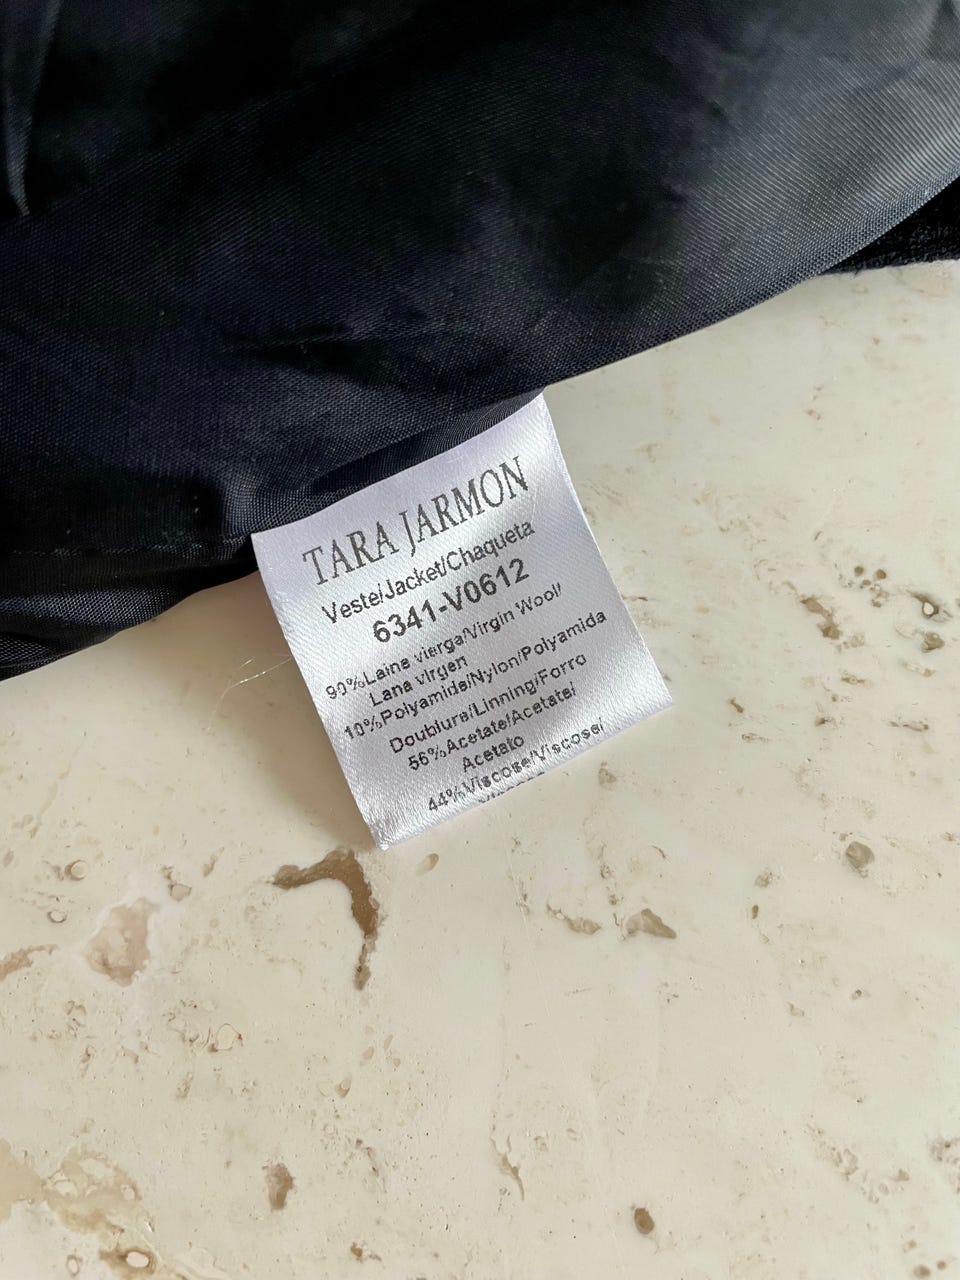 TARA JARMON
Veste/Jacket/Chaqueta
6341-V0612
90%Laine vierge/Virgin Wool/
Lana virgen
10%Polyamide/Nylon/Polyamida
Doublure/Linning/Forro
56%Acetate/Acetate/
Acetato
44%Viscose/Viscose/